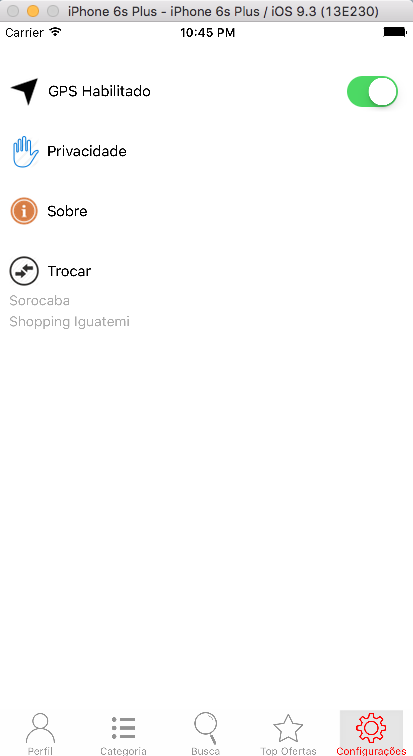 iPhone 6s Plus - iPhone 6s Plus / iOS 9.3 (13E230)
Carrier 10:45 PM
GPS Habilitado
Privacidade
Sobre
Trocar
Sorocaba
Shopping Iguatemi
Perfil Categoria Busca Top Ofertas Configurações